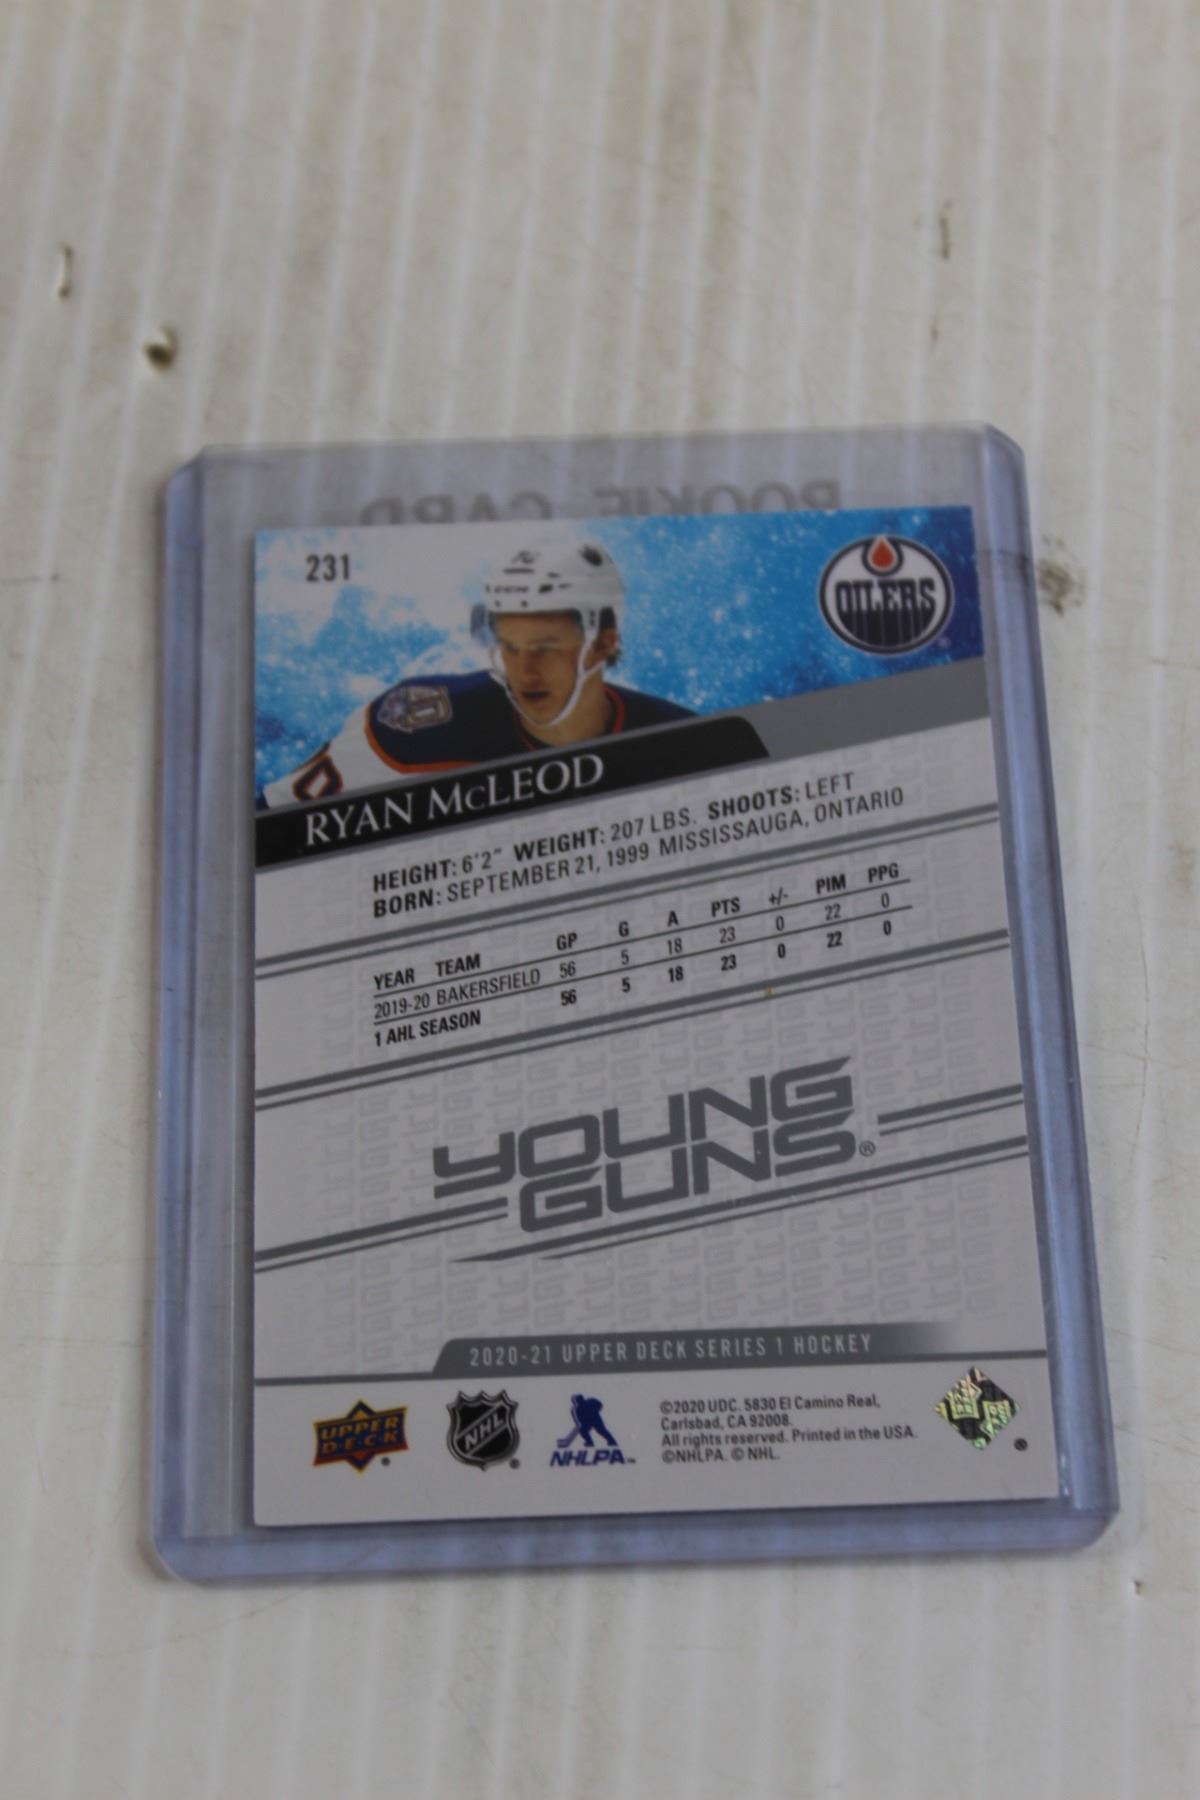 ROOKIE CARD
231
OILERS
RYAN McLEOD
HEIGHT: 6'2" WEIGHT: 207 LBS. SHOOTS: LEFT
BORN: SEPTEMBER 21, 1999 MISSISSAUGA, ONTARIO
YEAR TEAM GP G A PTS +/- PIM PPG
2019-20 BAKERSFIELD 56 5 18 23 0 22 0
1 AHL SEASON 56 5 18 23 0 22 0
YOUNG
GUNS®
2020-21 UPPER DECK SERIES 1 HOCKEY
UPPER
DECK
NHL
NHLPA™
©2020 UDC. 5830 El Camino Real,
Carlsbad, CA 92008.
All rights reserved. Printed in the USA.
©NHLPA. © NHL.